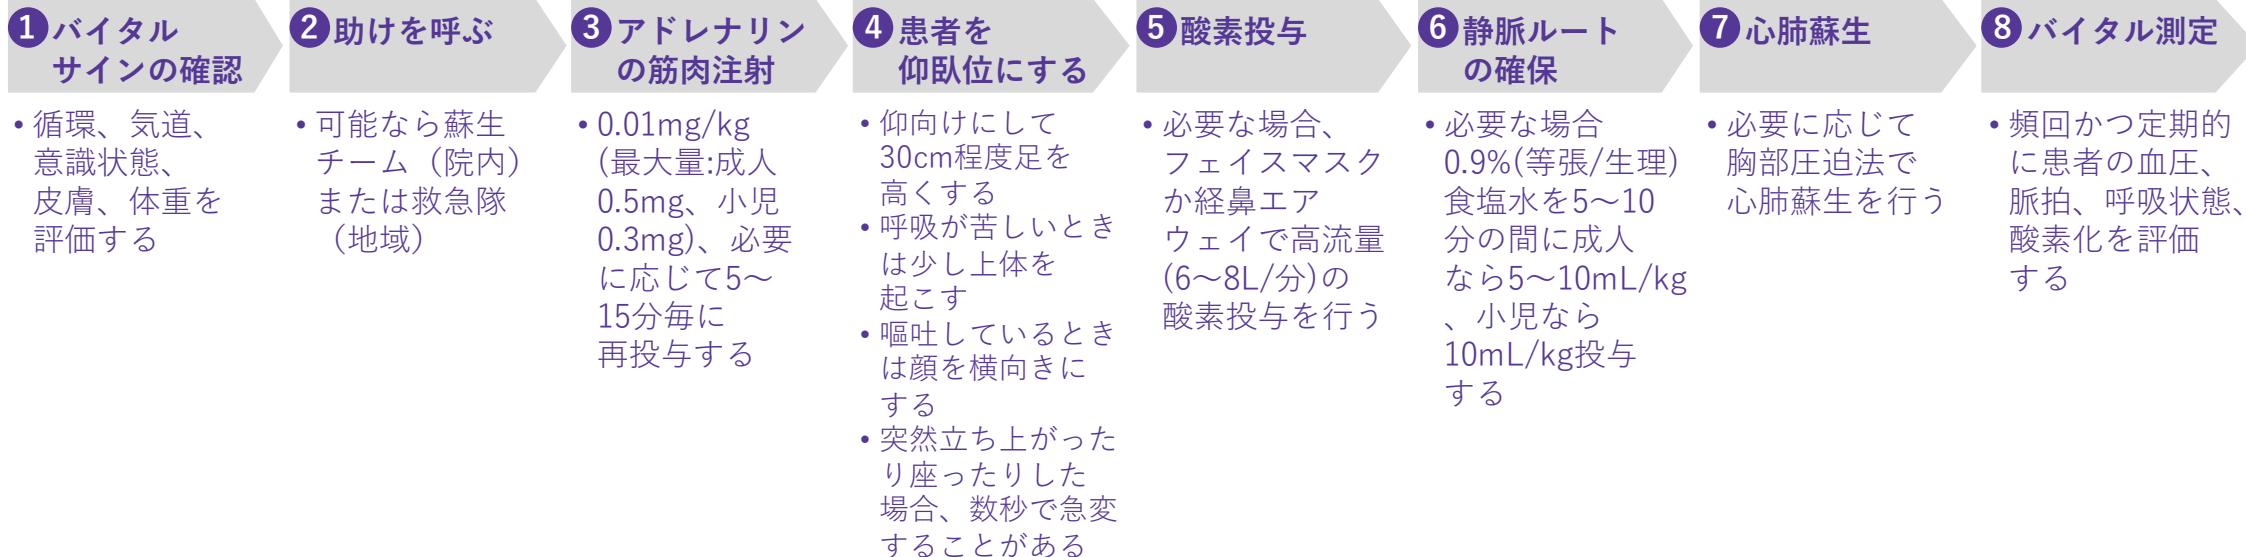 ❶バイタル
サインの確認
• 循環、気道、
意識状態、
皮膚、体重を
評価する
❷助けを呼ぶ
• 可能なら蘇生
チーム（院内）
または救急隊
（地域）
❸アドレナリン
の筋肉注射
• 0.01mg/kg
(最大量:成人
0.5mg、小児
0.3mg)、必要
に応じて5〜
15分毎に
再投与する
❹患者を
仰臥位にする
• 仰向けにして
30cm程度足を
高くする
• 呼吸が苦しいとき
は少し上体を
起こす
• 嘔吐しているとき
は顔を横向きに
する
• 突然立ち上がった
り座ったりした
場合、数秒で急変
することがある
❺酸素投与
• 必要な場合、
フェイスマスク
か経鼻エア
ウェイで高流量
(6〜8L/分)の
酸素投与を行う
❻静脈ルート
の確保
• 必要な場合
0.9%(等張/生理)
食塩水を5〜10
分の間に成人
なら5〜10mL/kg
、小児なら
10mL/kg投与
する
❼心肺蘇生
• 必要に応じて
胸部圧迫法で
心肺蘇生を行う
❽バイタル測定
• 頻回かつ定期的
に患者の血圧、
脈拍、呼吸状態、
酸素化を評価
する